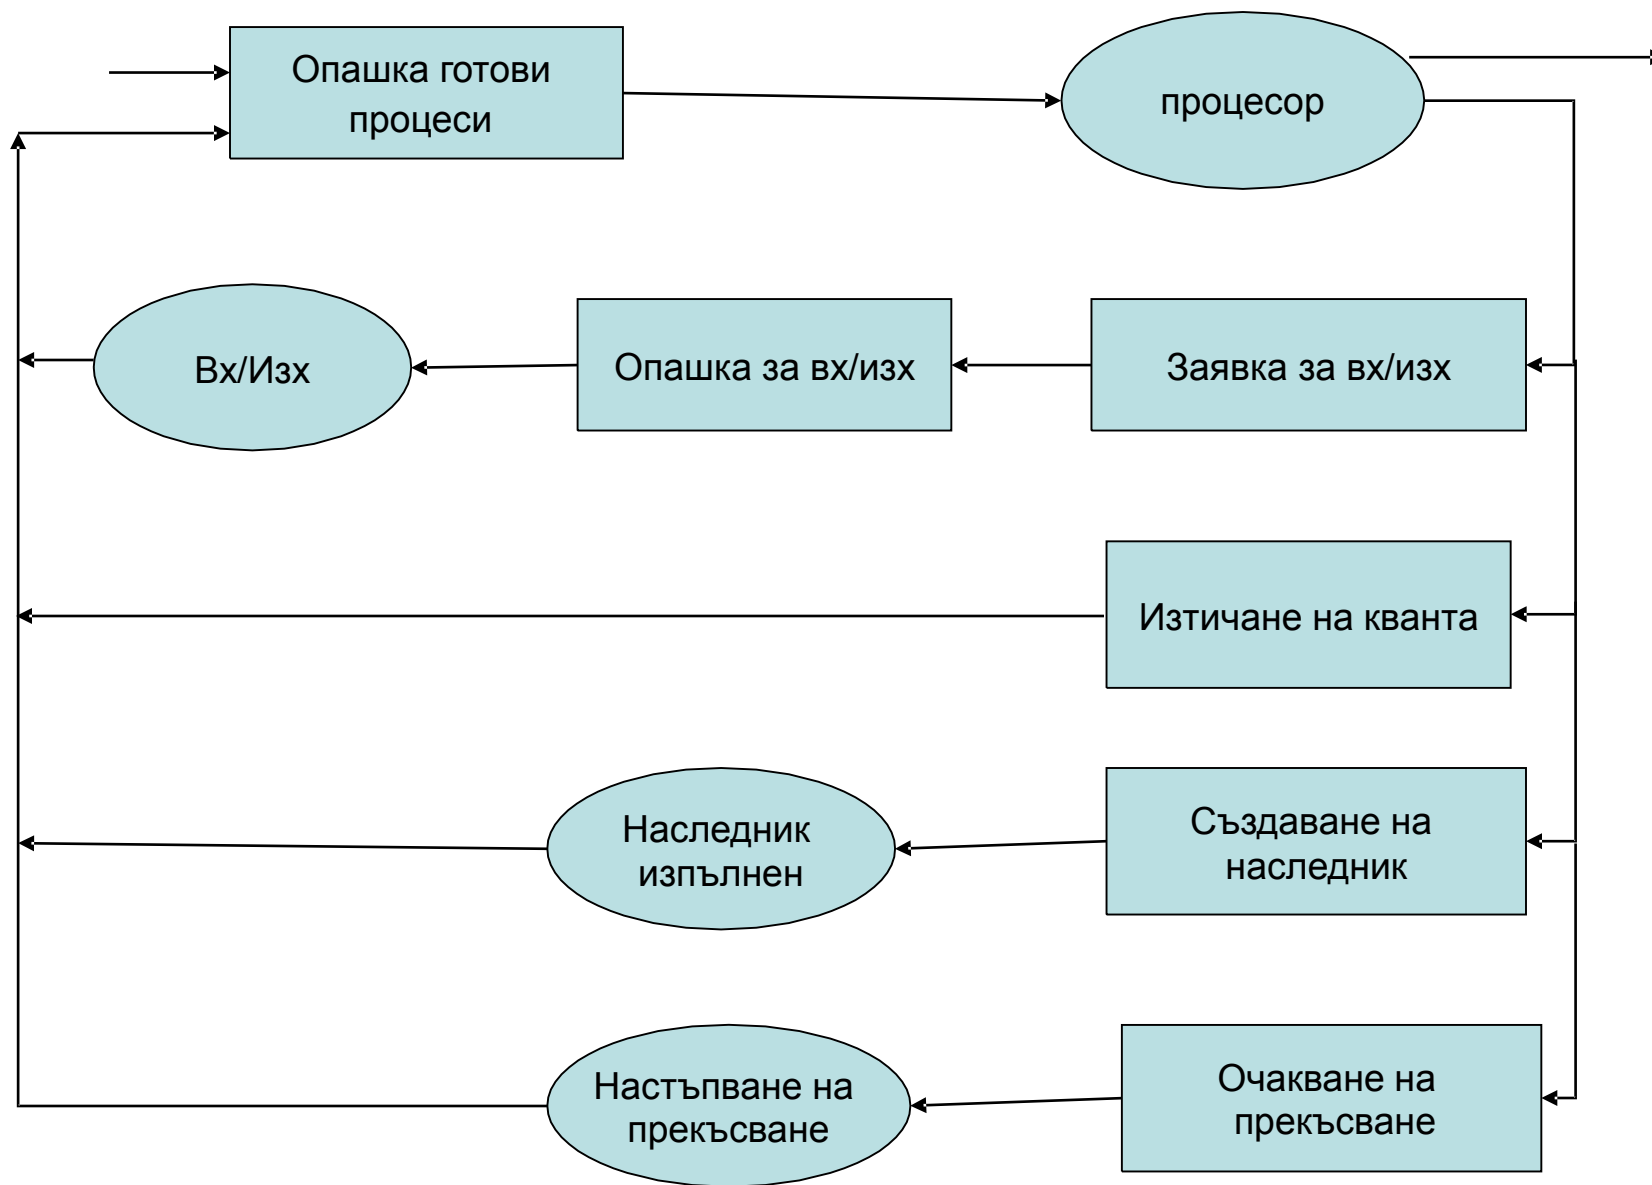 Опашка готови
процеси
процесор
Вх/Изх
Опашка за вх/изх
Заявка за вх/изх
Изтичане на кванта
Наследник
изпълнен
Създаване на
наследник
Настъпване на
прекъсване
Очакване на
прекъсване